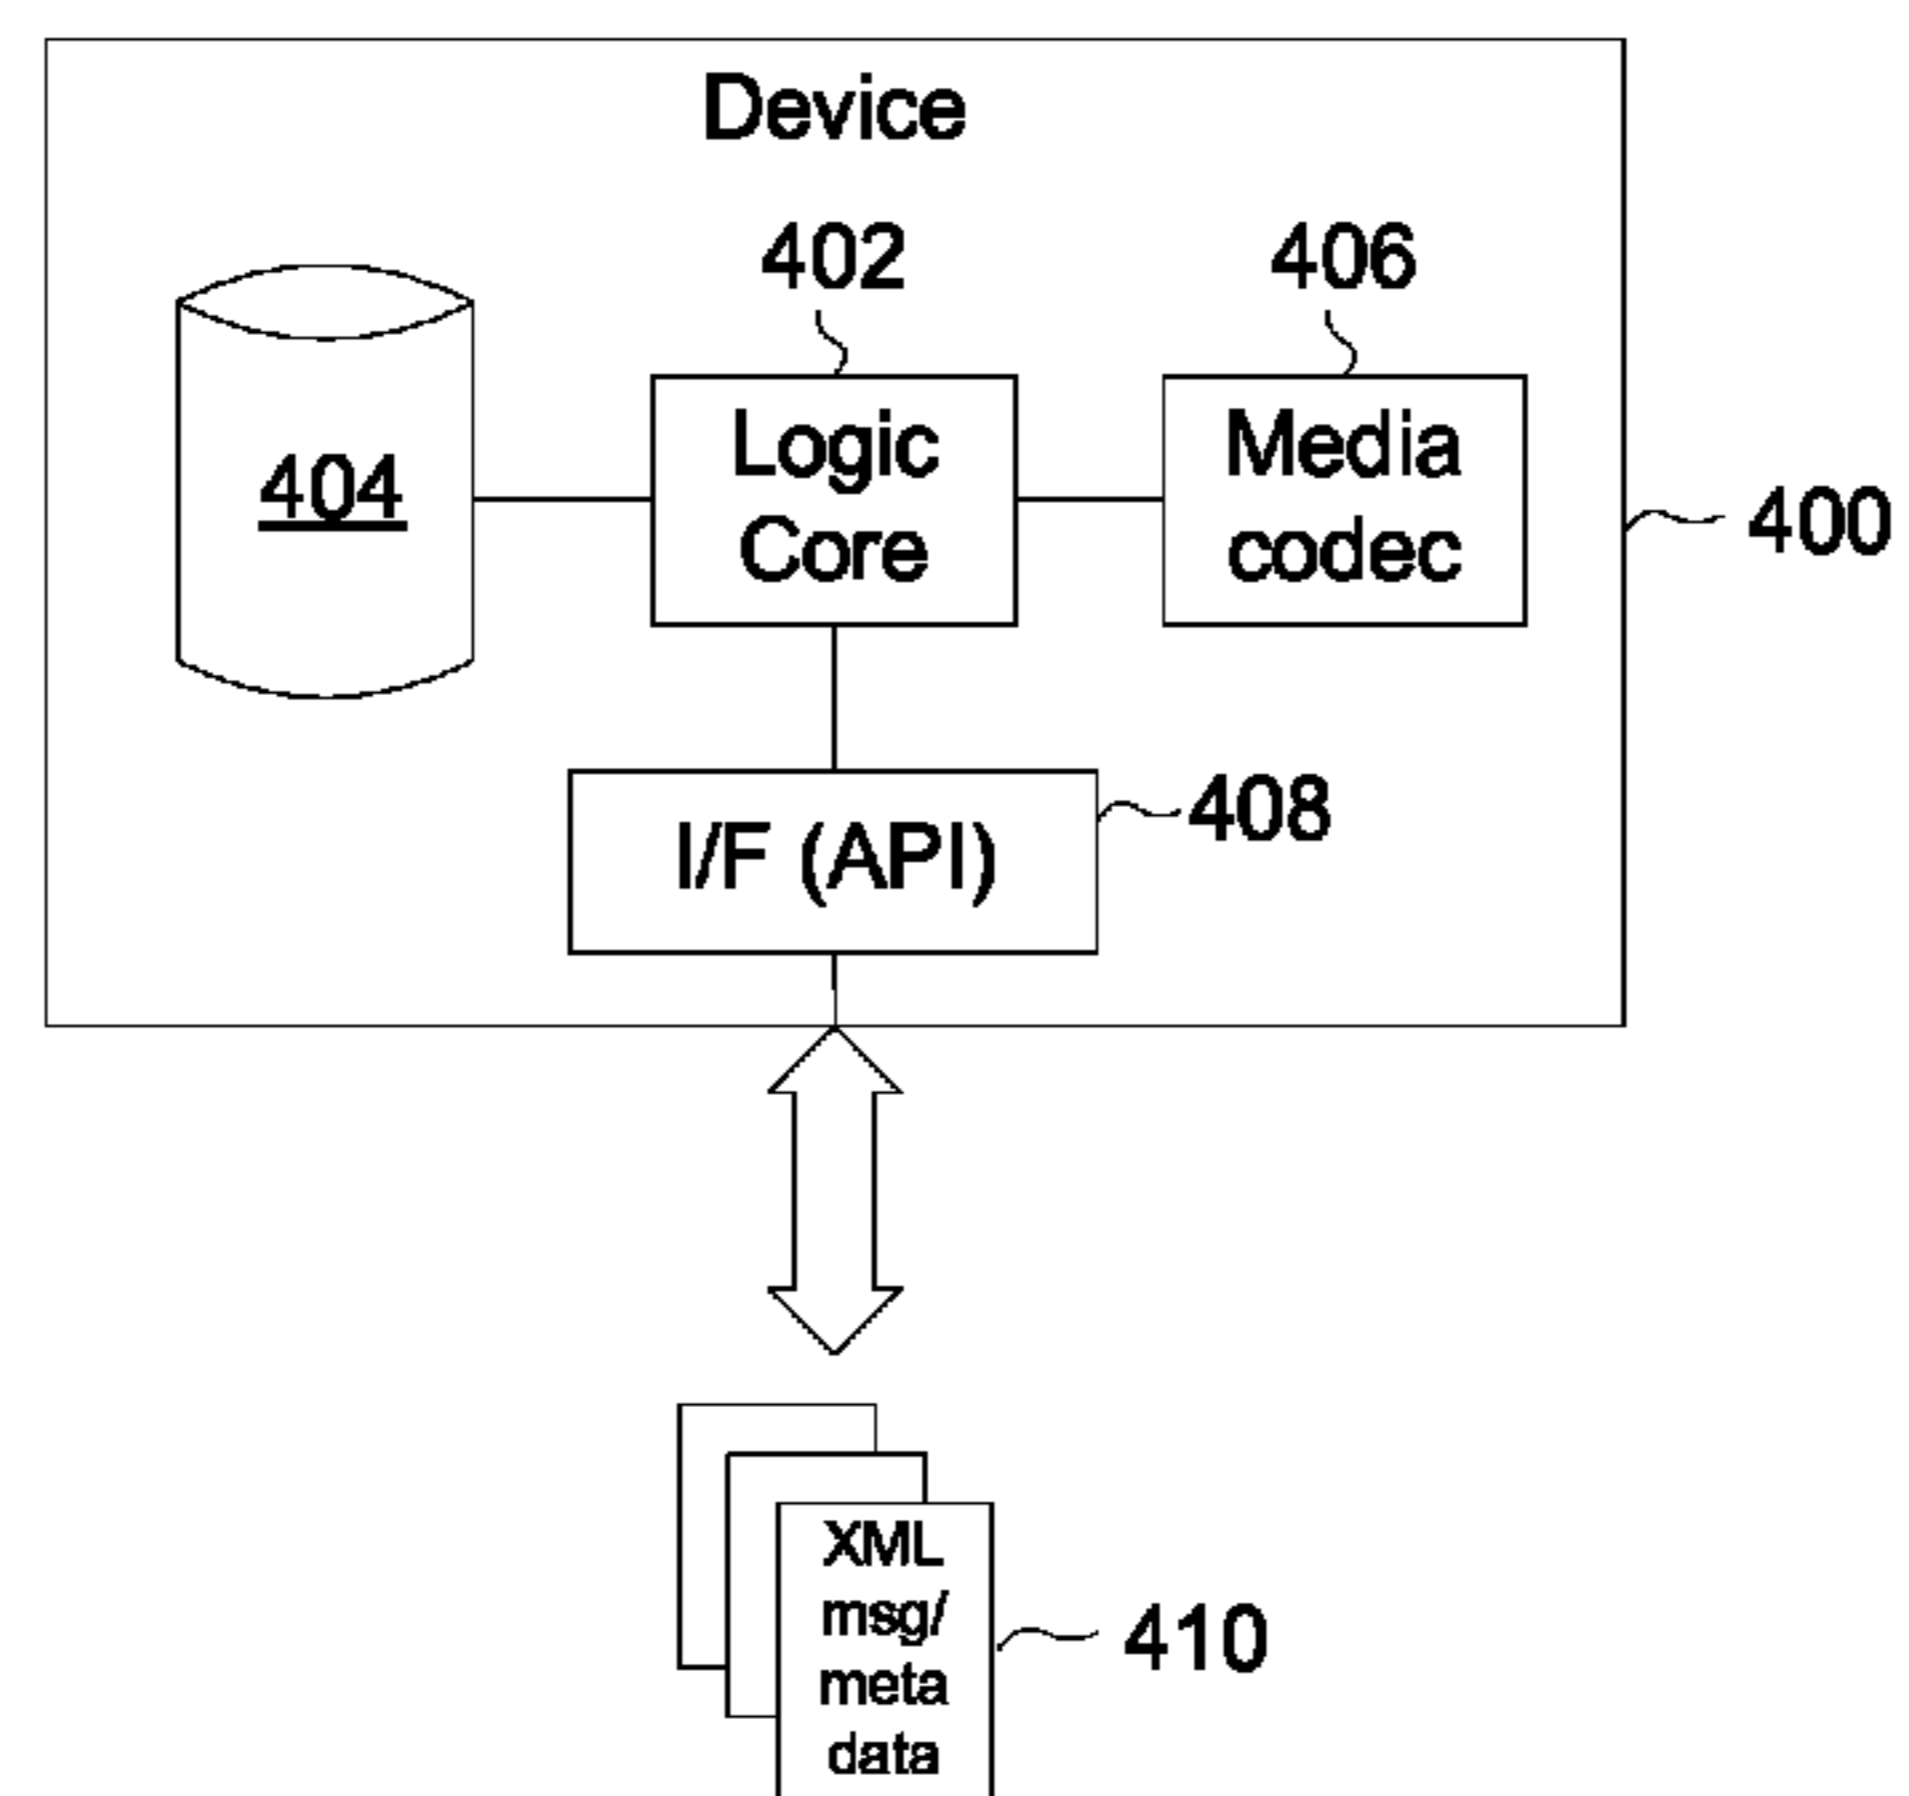 Device
402
406
404
Logic
Core
Media
codec
400
I/F (API)
408
XML
msg/
meta
data
410